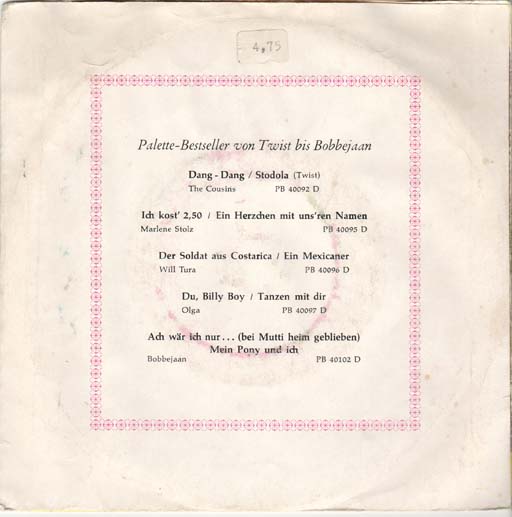 4,75
Palette-Bestseller von Twist bis Bobbejaan
Dang - Dang / Stodola (Twist)
The Cousins PB 40092 D
Ich kost' 2,50 / Ein Herzchen mit uns'ren Namen
Marlene Stolz PB 40095 D
Der Soldat aus Costarica / Ein Mexicaner
Will Tura PB 40096 D
Du, Billy Boy / Tanzen mit dir
Olga PB 40097 D
Ach wär ich nur... (bei Mutti heim geblieben)
Mein Pony und ich
Bobbejaan PB 40102 D